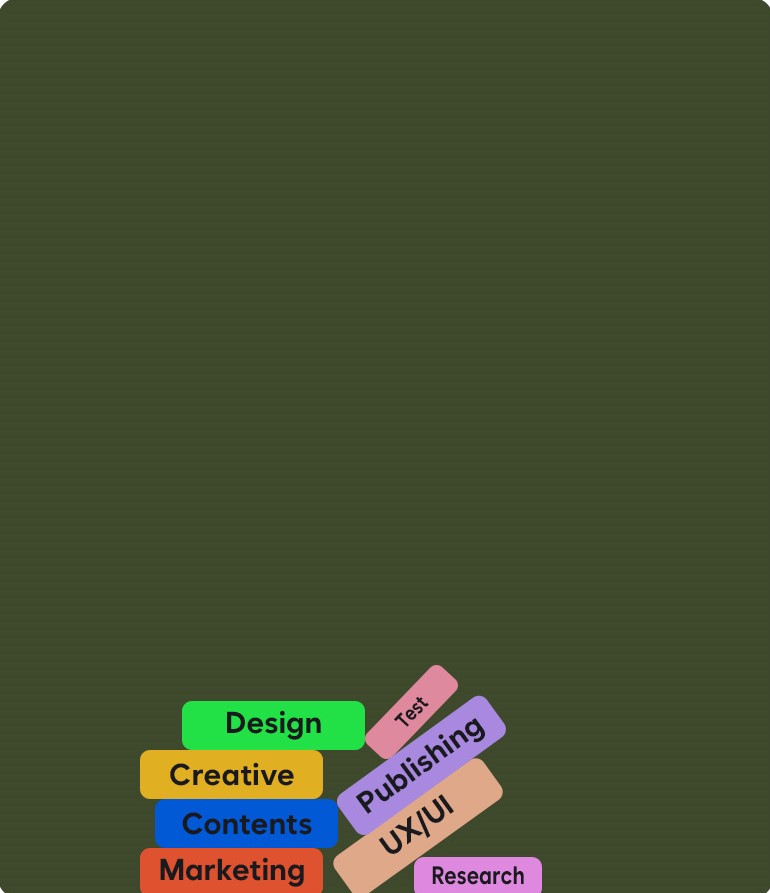 Test
Design
Publishing
Creative
UX/UI
Contents
Marketing
Research